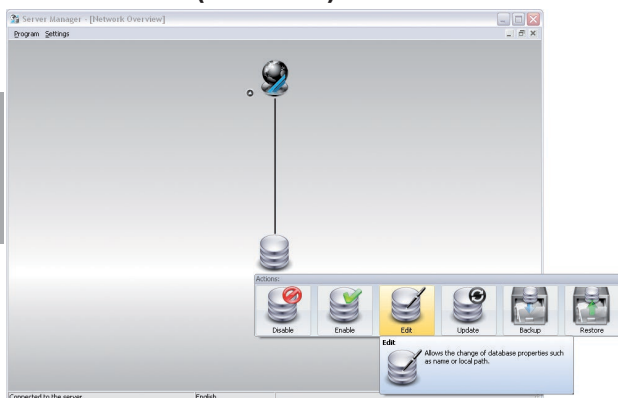 Server Manager - [Network Overview]
Program Settings
Actions:
Disable Enable Edit Update Backup Restore
Edit
Allows the change of database properties such
as name or local path.
Connected to the server English